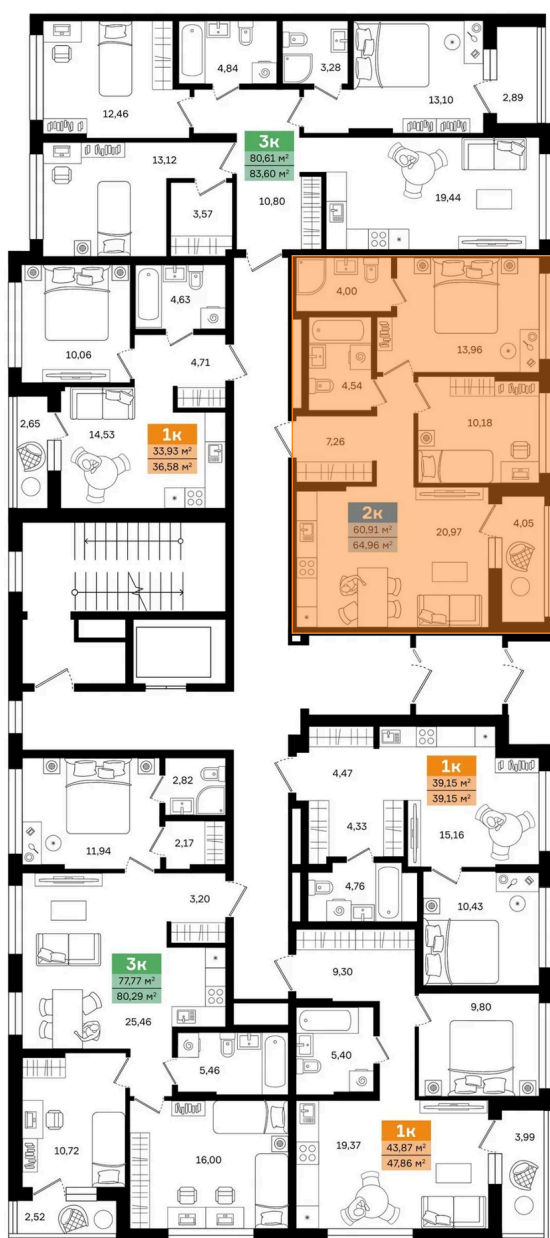 4,84
3,28
12,46
13,10
2,89
3к
80,61 м²
83,60 м²
13,12
3,57
10,80
19,44
4,63
4,00
10,06
13,96
4,71
4,54
2,65
14,53
1к
33,93 м²
36,58 м²
7,26
10,18
2к
60,91 м²
64,96 м²
20,97
4,05
2,82
11,94
2,17
4,47
1к
39,15 м²
39,15 м²
4,33
15,16
3,20
4,76
10,43
3к
77,77 м²
80,29 м²
25,46
9,30
9,80
5,46
5,40
10,72
16,00
19,37
1к
43,87 м²
47,86 м²
3,99
2,52